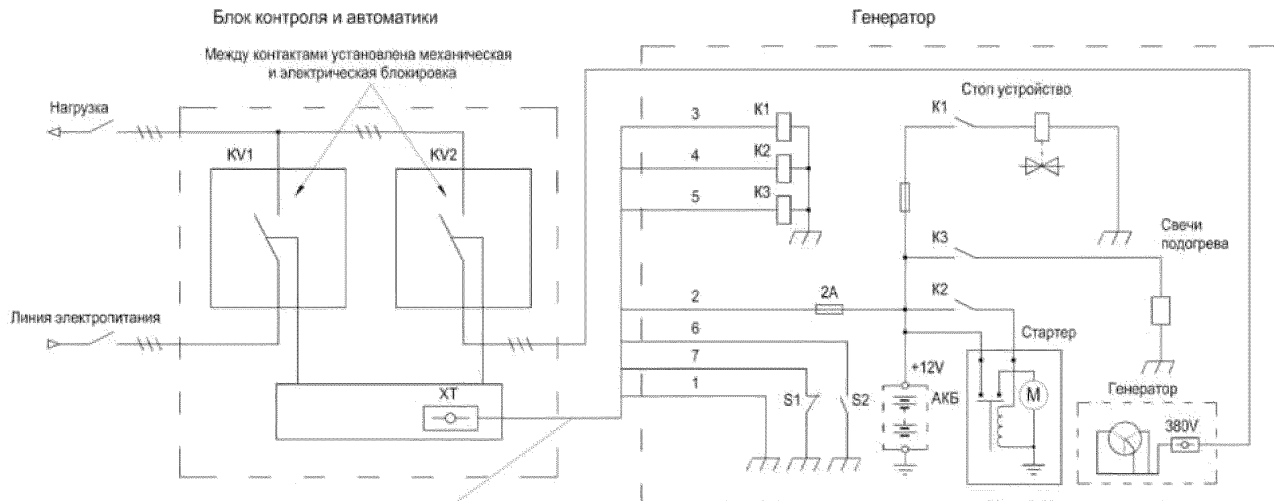 Блок контроля и автоматики
Генератор
Между контактами установлена механическая
и электрическая блокировка
Нагрузка
KV1
KV2
Линия электропитания
XT
3
K1
4
K2
5
K3
2
2A
6
7
1
S1
S2
+12V
АКБ
K1
Стоп устройство
K3
Свечи
подогрева
K2
Стартер
M
Генератор
380V